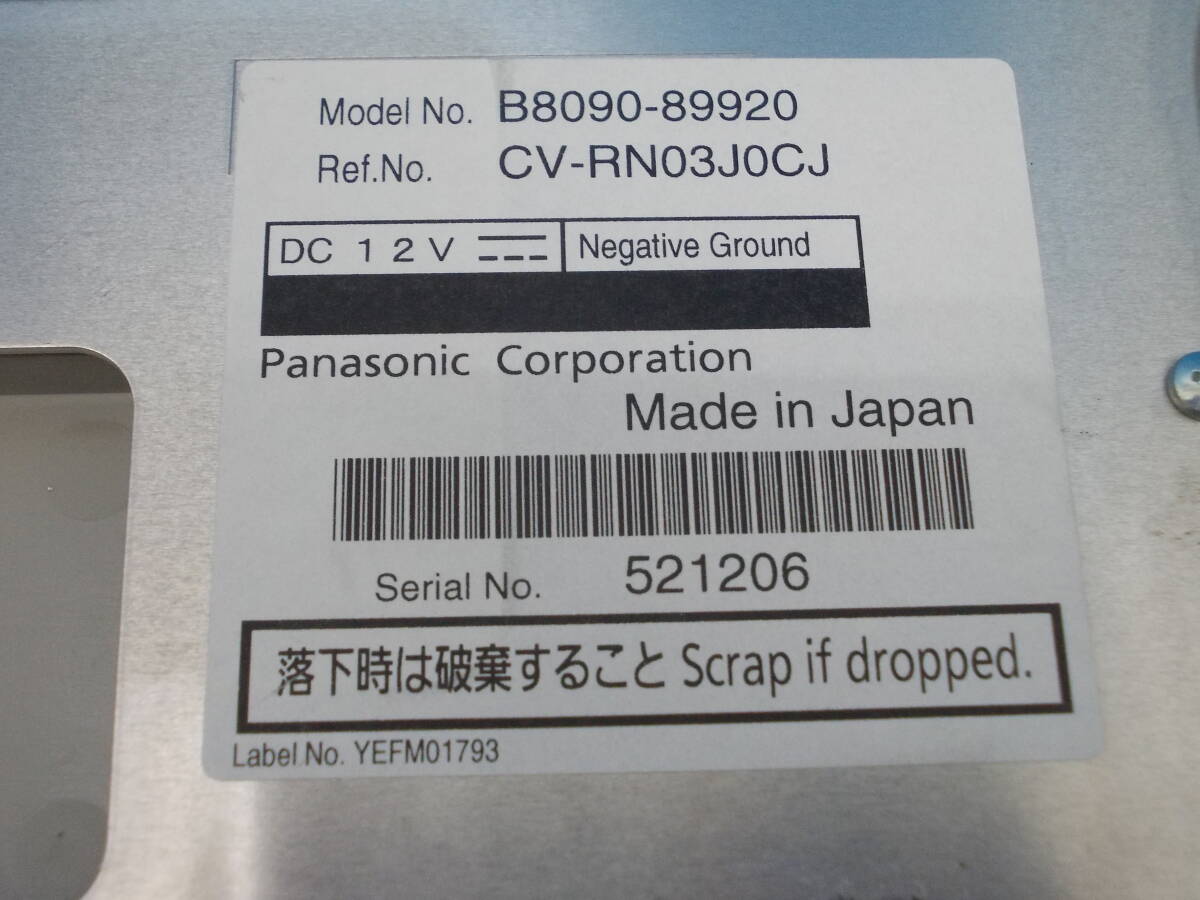 Model No. B8090-89920
Ref.No. CV-RN03J0CJ
DC 12V Negative Ground
Panasonic Corporation
Made in Japan
Serial No. 521206
落下時は破棄すること Scrap if dropped.
Label No. YEFM01793